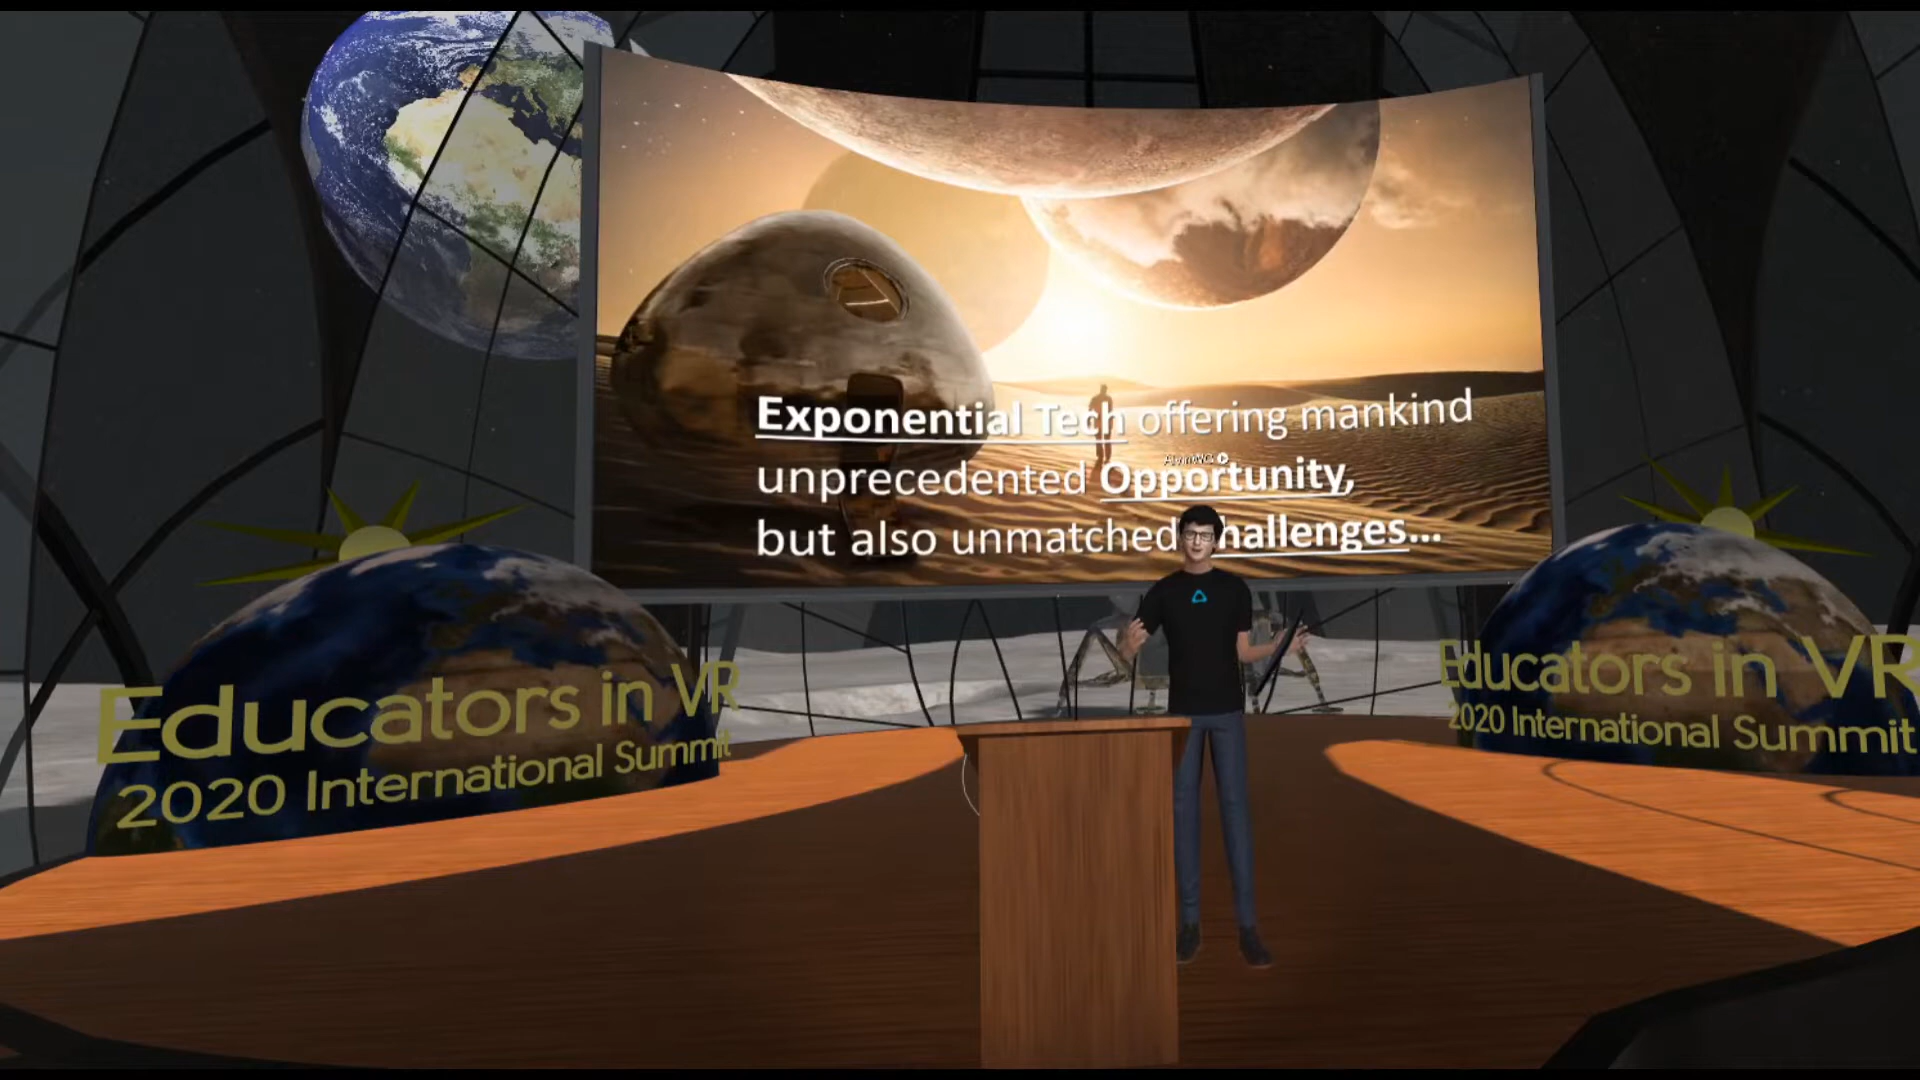 Exponential Tech offering mankind
unprecedented Opportunity,
but also unmatched hallenges...
Educators in VR
2020 International Summit
Educators in VR
2020 International Summit